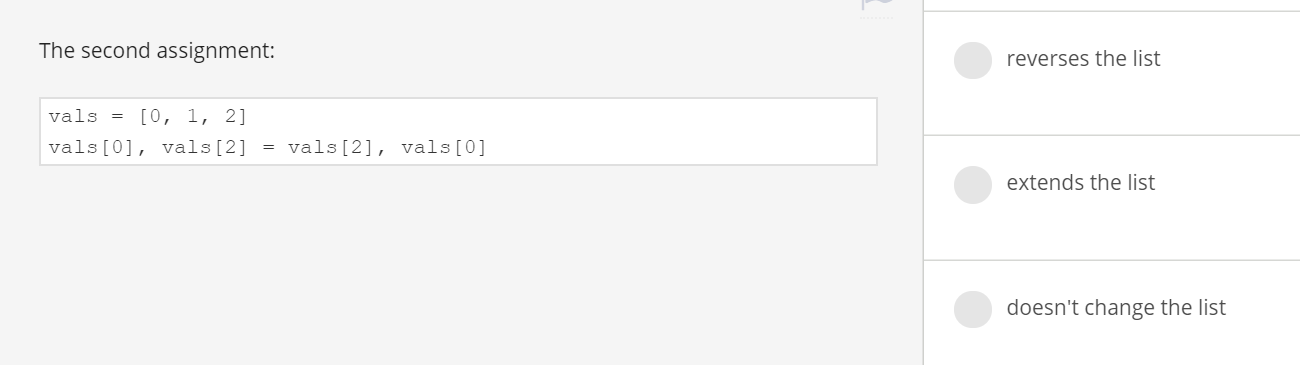 The second assignment:
vals = [0, 1, 2]
vals[0], vals[2] = vals[2], vals[0]
reverses the list
extends the list
doesn't change the list